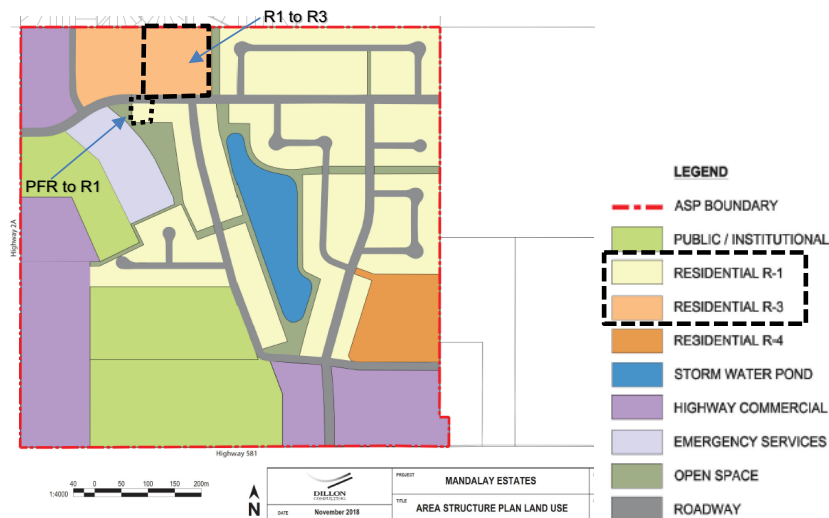 R1 to R3
PFR to R1
Highway 2A
Highway 581
LEGEND
ASP BOUNDARY
PUBLIC / INSTITUTIONAL
RESIDENTIAL R-1
RESIDENTIAL R-3
RESIDENTIAL R-4
STORM WATER POND
HIGHWAY COMMERCIAL
EMERGENCY SERVICES
OPEN SPACE
ROADWAY
1:4000
40 0 50 100 150 200m
N
DILLON
CONSULTING
DATE November 2018
PROJECT MANDALAY ESTATES
TITLE AREA STRUCTURE PLAN LAND USE